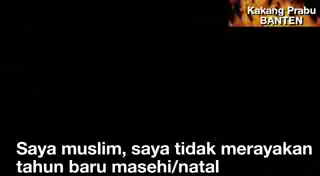 Kakang Prabu
BANTEN
Saya muslim, saya tidak merayakan
tahun baru masehi/natal